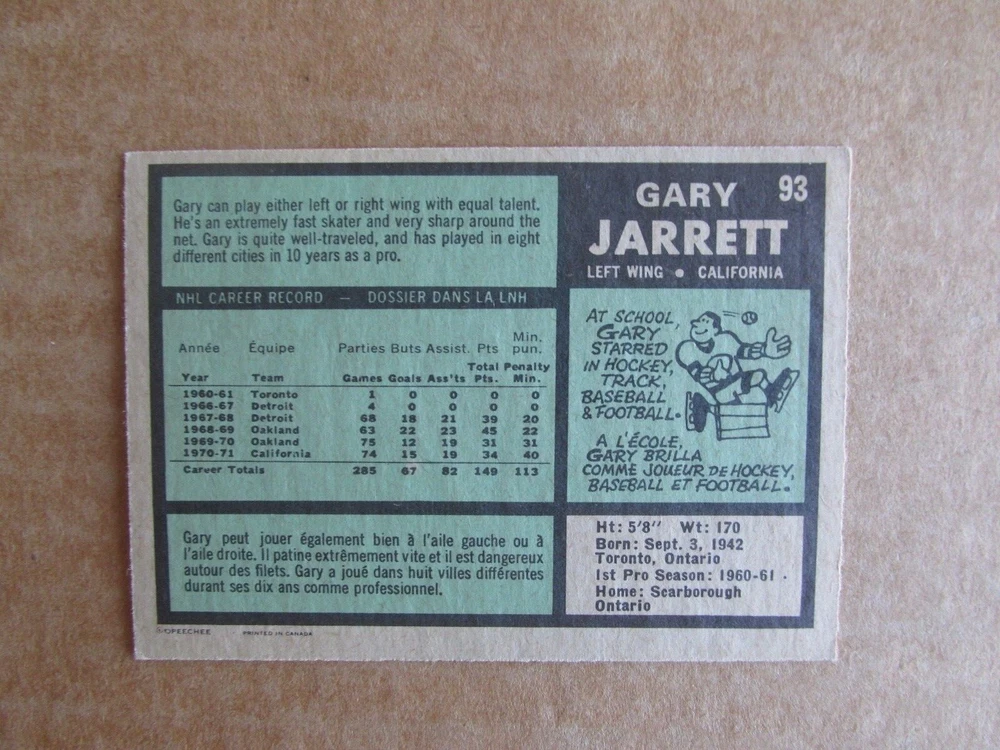 Gary can play either left or right wing with equal talent.
He's an extremely fast skater and very sharp around the
net. Gary is quite well-traveled, and has played in eight
different cities in 10 years as a pro.
NHL CAREER RECORD — DOSSIER DANS LA LNH
Min.
Année Équipe Parties Buts Assist. Pts pun.
Total Penalty
Year Team Games Goals Ass'ts Pts. Min.
1960-61 Toronto 1 0 0 0 0
1966-67 Detroit 4 0 0 0 0
1967-68 Detroit 68 18 21 39 20
1968-69 Oakland 63 22 23 45 22
1969-70 Oakland 75 12 19 31 31
1970-71 California 74 15 19 34 40
Career Totals 285 67 82 149 113
Gary peut jouer également bien à l'aile gauche ou à
l'aile droite. Il patine extrêmement vite et il est dangereux
autour des filets. Gary a joué dans huit villes différentes
durant ses dix ans comme professionnel.
©OPEECHEE PRINTED IN CANADA
93
GARY
JARRETT
LEFT WING • CALIFORNIA
AT SCHOOL,
GARY
STARRED
IN HOCKEY,
TRACK,
BASEBALL
& FOOTBALL.
A L'ÉCOLE,
GARY BRILLA
COMME JOUEUR DE HOCKEY,
BASEBALL ET FOOTBALL.
Ht: 5'8" Wt: 170
Born: Sept. 3, 1942
Toronto, Ontario
1st Pro Season: 1960-61
Home: Scarborough
Ontario